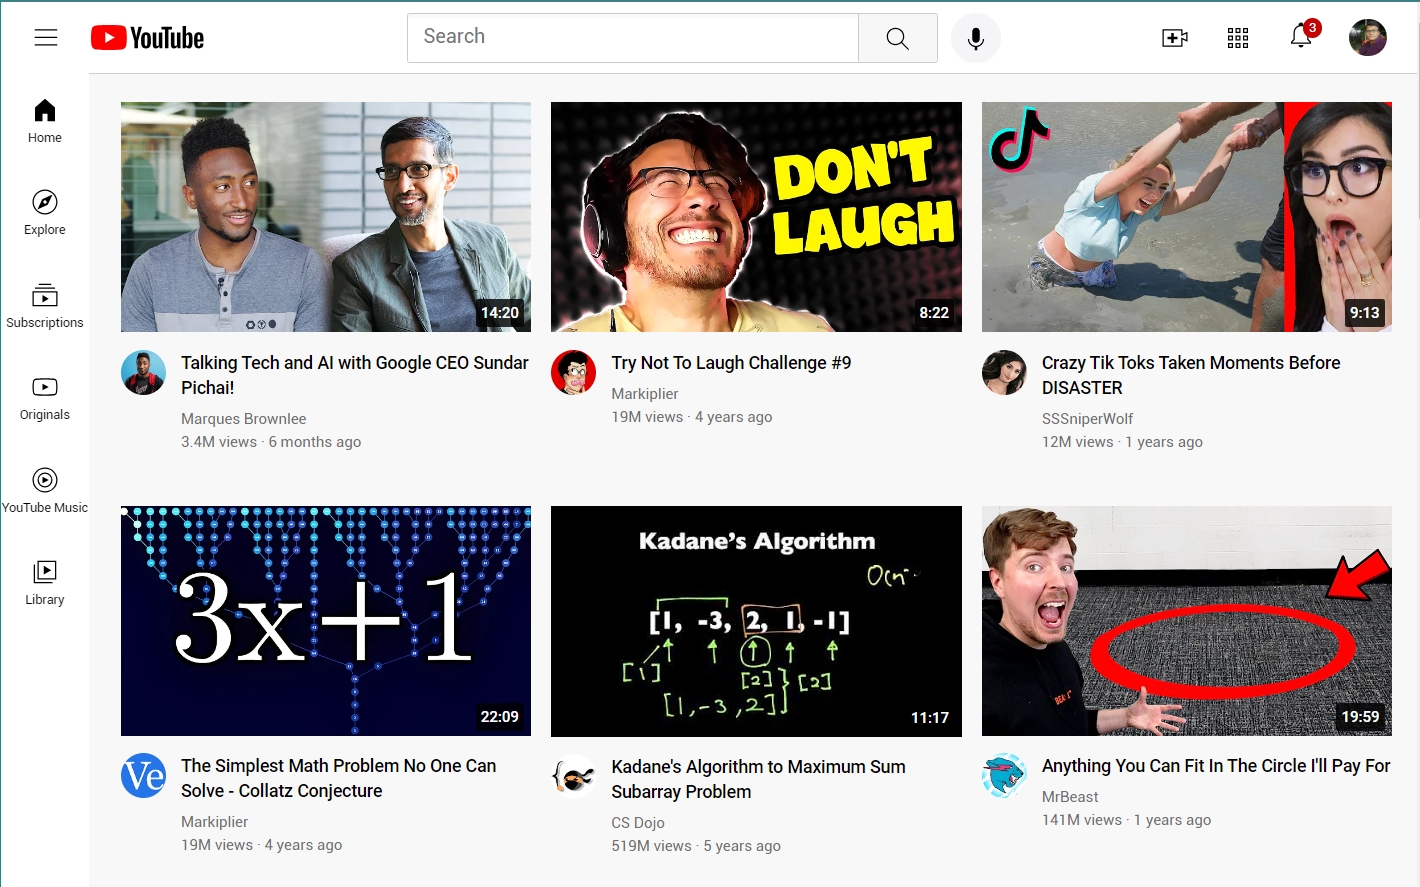 YouTube
Search
3
Home
Explore
Subscriptions
Originals
YouTube Music
Library
DON'T
LAUGH
14:20
8:22
9:13
Talking Tech and AI with Google CEO Sundar
Pichai!
Marques Brownlee
3.4M views · 6 months ago
Try Not To Laugh Challenge #9
Markiplier
19M views · 4 years ago
Crazy Tik Toks Taken Moments Before
DISASTER
SSSniperWolf
12M views · 1 years ago
3x+1
22:09
Kadane's Algorithm
[1, -3, 2, 1, -1]
[1]
[2]
[2]
[1,-3,2]
11:17
19:59
Ve
The Simplest Math Problem No One Can
Solve - Collatz Conjecture
Markiplier
19M views · 4 years ago
Kadane's Algorithm to Maximum Sum
Subarray Problem
CS Dojo
519M views · 5 years ago
Anything You Can Fit In The Circle I'll Pay For
MrBeast
141M views · 1 years ago